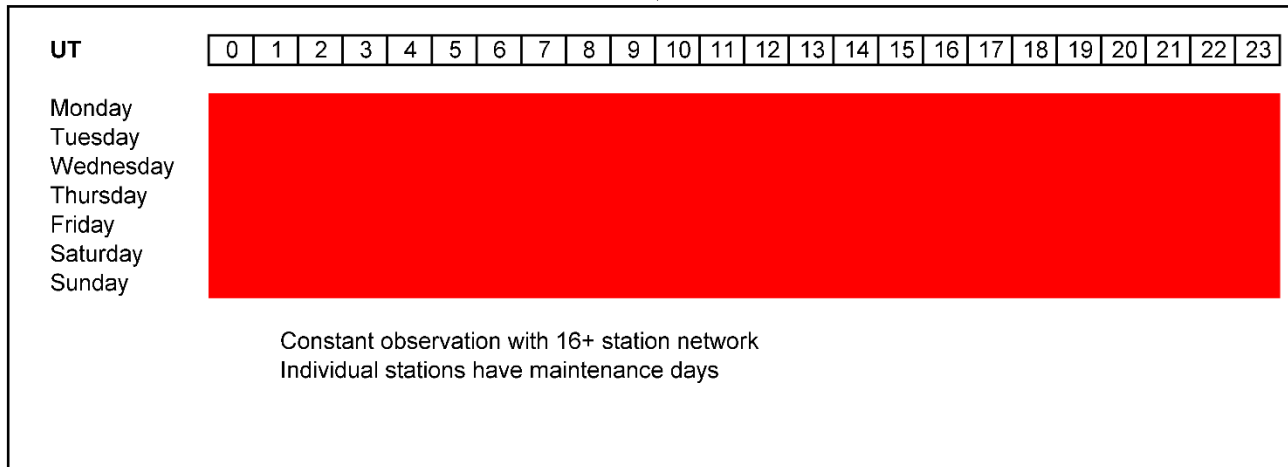 UT 0 1 2 3 4 5 6 7 8 9 10 11 12 13 14 15 16 17 18 19 20 21 22 23
Monday
Tuesday
Wednesday
Thursday
Friday
Saturday
Sunday
Constant observation with 16+ station network
Individual stations have maintenance days